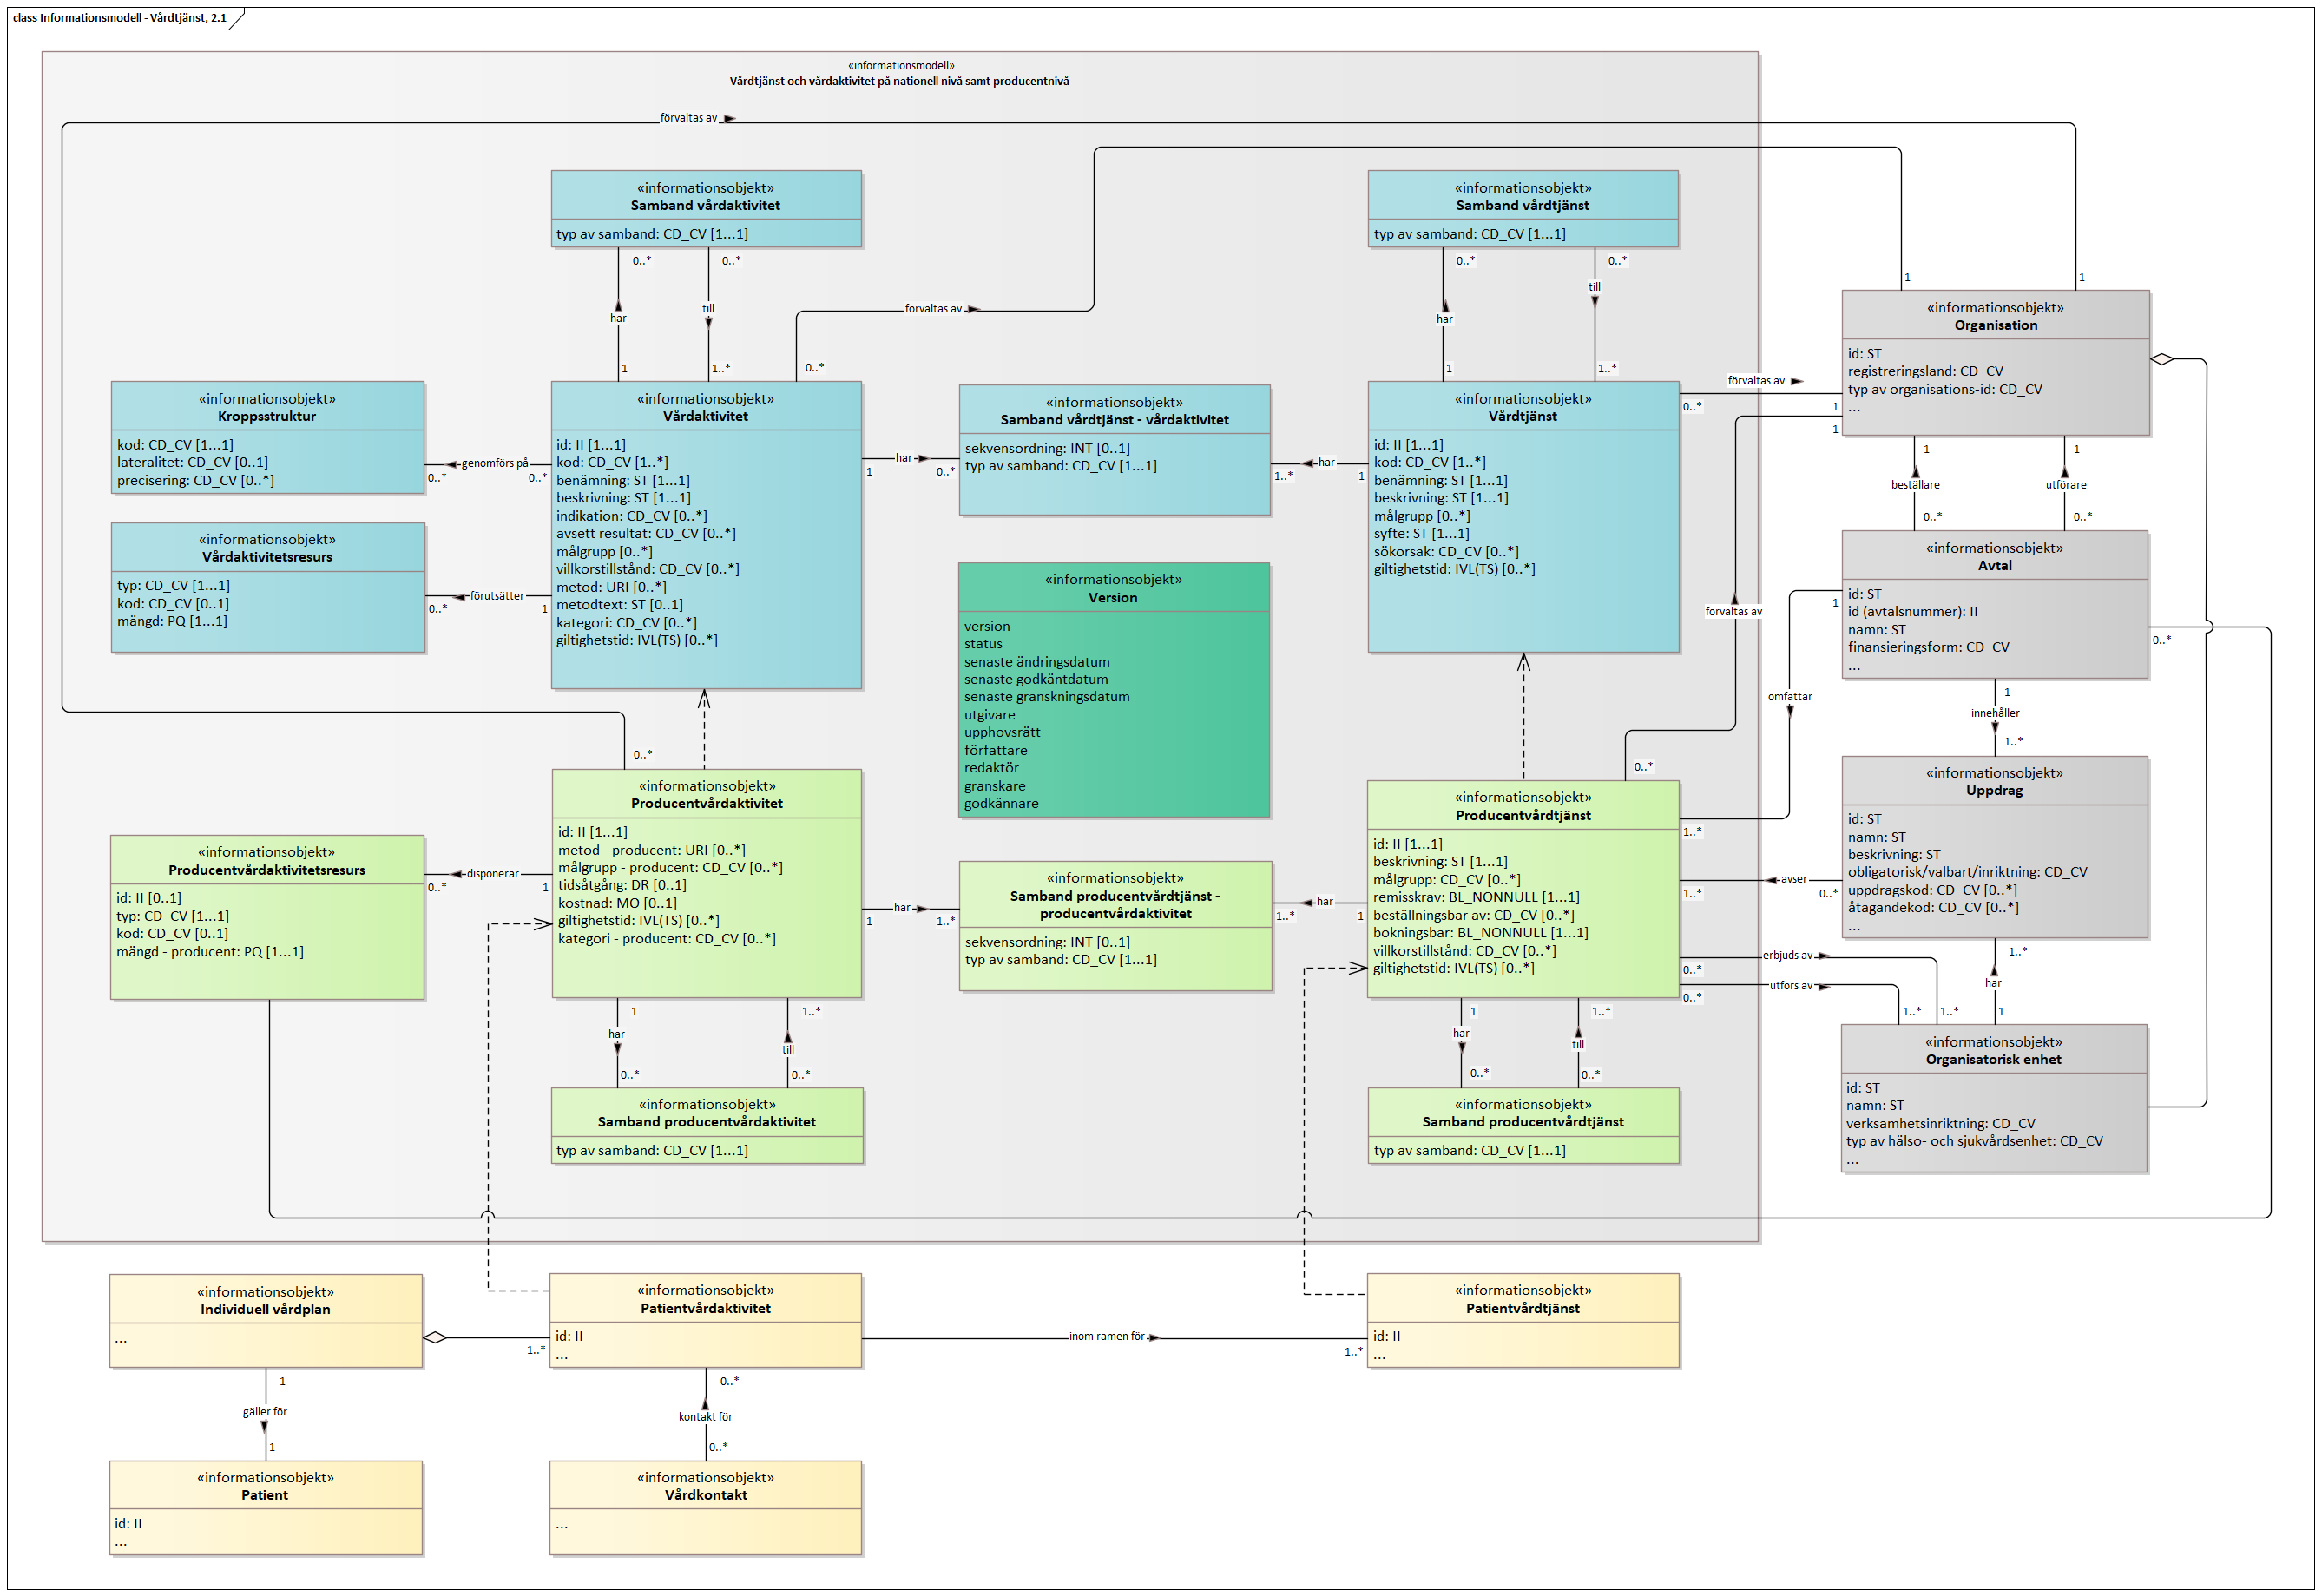 class Informationsmodell - Vårdtjänst, 2.1
«informationsmodell»
Vårdtjänst och vårdaktivitet på nationell nivå samt producentnivå
förvaltas av
«informationsobjekt»
Samband vårdaktivitet
typ av samband: CD_CV [1...1]
«informationsobjekt»
Samband vårdtjänst
typ av samband: CD_CV [1...1]
0..*
0..*
har
till
1
1..*
förvaltas av
0..*
0..*
0..*
har
till
1
1..*
1
1
«informationsobjekt»
Organisation
id: ST
registreringsland: CD_CV
typ av organisations-id: CD_CV
...
«informationsobjekt»
Kroppsstruktur
kod: CD_CV [1...1]
lateralitet: CD_CV [0..1]
precisering: CD_CV [0..*]
genomförs på
0..*
0..*
«informationsobjekt»
Vårdaktivitet
id: II [1...1]
kod: CD_CV [1..*]
benämning: ST [1...1]
beskrivning: ST [1...1]
indikation: CD_CV [0..*]
avsett resultat: CD_CV [0..*]
målgrupp [0..*]
villkorstillstånd: CD_CV [0..*]
metod: URI [0..*]
metodtext: ST [0..1]
kategori: CD_CV [0..*]
giltighetstid: IVL(TS) [0..*]
har
1
0..*
«informationsobjekt»
Samband vårdtjänst - vårdaktivitet
sekvensordning: INT [0..1]
typ av samband: CD_CV [1...1]
har
1..*
1
«informationsobjekt»
Vårdtjänst
id: II [1...1]
kod: CD_CV [1..*]
benämning: ST [1...1]
beskrivning: ST [1...1]
målgrupp [0..*]
syfte: ST [1...1]
sökorsak: CD_CV [0..*]
giltighetstid: IVL(TS) [0..*]
förvaltas av
0..*
1
1
1
1
beställare
utförare
0..*
0..*
«informationsobjekt»
Vårdaktivitetsresurs
typ: CD_CV [1...1]
kod: CD_CV [0..1]
mängd: PQ [1...1]
förutsätter
0..*
1
«informationsobjekt»
Version
version
status
senaste ändringsdatum
senaste godkäntdatum
senaste granskningsdatum
utgivare
upphovsrätt
författare
redaktör
granskare
godkännare
«informationsobjekt»
Avtal
id: ST
id (avtalsnummer): II
namn: ST
finansieringsform: CD_CV
...
1
0..*
förvaltas av
omfattar
1
innehåller
1..*
0..*
0..*
«informationsobjekt»
Producentvårdaktivitet
id: II [1...1]
metod - producent: URI [0..*]
målgrupp - producent: CD_CV [0..*]
tidsåtgång: DR [0..1]
kostnad: MO [0..1]
giltighetstid: IVL(TS) [0..*]
kategori - producent: CD_CV [0..*]
«informationsobjekt»
Producentvårdtjänst
id: II [1...1]
beskrivning: ST [1...1]
målgrupp: CD_CV [0..*]
remisskrav: BL_NONNULL [1...1]
beställningsbar av: CD_CV [0..*]
bokningsbar: BL_NONNULL [1...1]
villkorstillstånd: CD_CV [0..*]
giltighetstid: IVL(TS) [0..*]
«informationsobjekt»
Uppdrag
id: ST
namn: ST
beskrivning: ST
obligatorisk/valbart/inriktning: CD_CV
uppdragskod: CD_CV [0..*]
åtagandekod: CD_CV [0..*]
...
1..*
avser
1..*
0..*
«informationsobjekt»
Producentvårdaktivitetsresurs
id: II [0..1]
typ: CD_CV [1...1]
kod: CD_CV [0..1]
mängd - producent: PQ [1...1]
disponerar
0..*
1
har
1
1..*
«informationsobjekt»
Samband producentvårdtjänst -
producentvårdaktivitet
sekvensordning: INT [0..1]
typ av samband: CD_CV [1...1]
har
1..*
1
erbjuds av
0..*
utförs av
0..*
1..*
har
1..*
1..*
1
1
har
0..*
1..*
till
0..*
1
har
0..*
1..*
till
0..*
«informationsobjekt»
Organisatorisk enhet
id: ST
namn: ST
verksamhetsinriktning: CD_CV
typ av hälso- och sjukvårdsenhet: CD_CV
...
«informationsobjekt»
Samband producentvårdaktivitet
typ av samband: CD_CV [1...1]
«informationsobjekt»
Samband producentvårdtjänst
typ av samband: CD_CV [1...1]
«informationsobjekt»
Individuell vårdplan
...
1..*
«informationsobjekt»
Patientvårdaktivitet
id: II
...
inom ramen för
1..*
«informationsobjekt»
Patientvårdtjänst
id: II
...
1
gäller för
1
0..*
kontakt för
0..*
«informationsobjekt»
Patient
id: II
...
«informationsobjekt»
Vårdkontakt
...